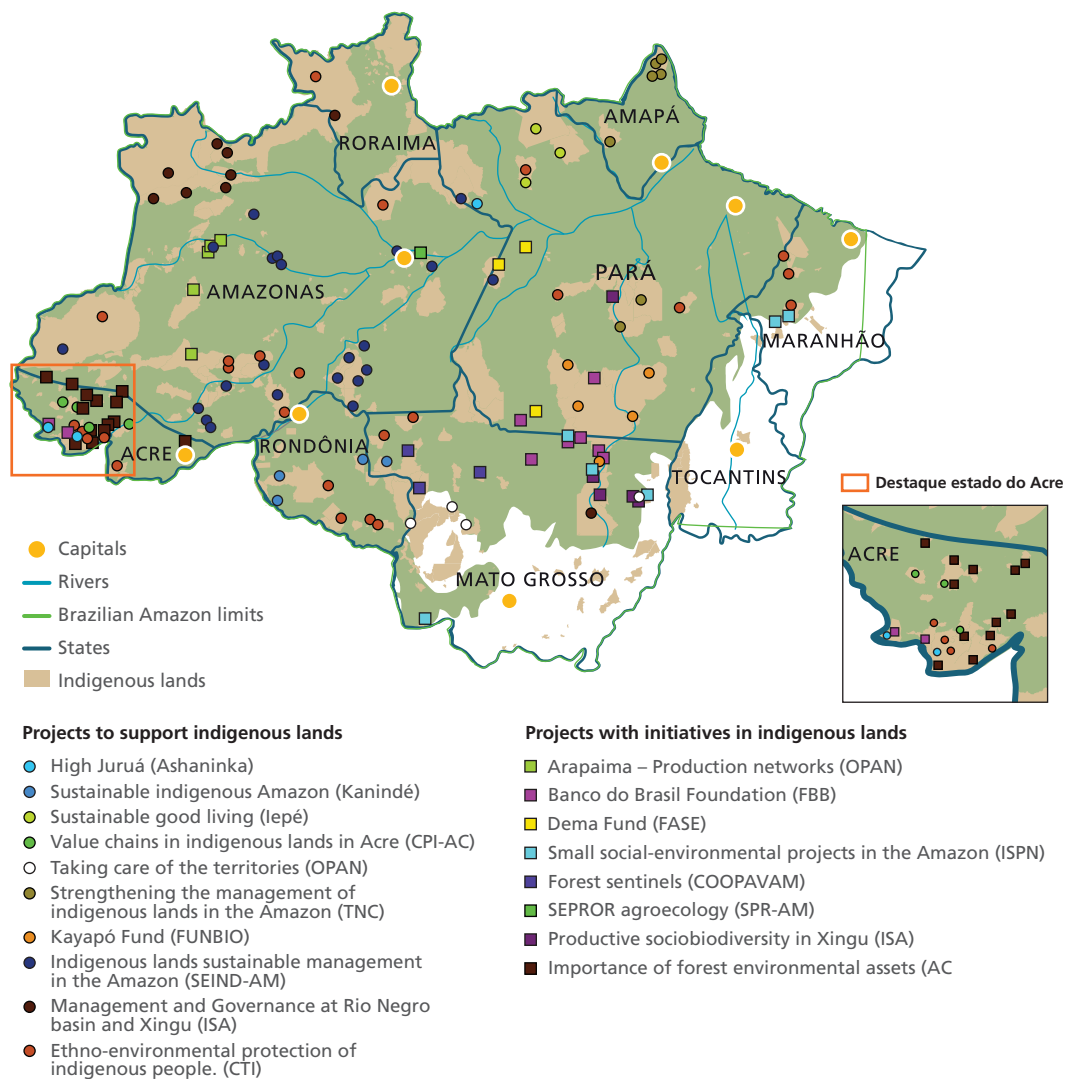 RORAIMA
AMAPÁ
AMAZONAS
PARÁ
MARANHÃO
ACRE
RONDÔNIA
TOCANTINS
MATO GROSSO
Destaque estado do Acre
ACRE
Capitals
Rivers
Brazilian Amazon limits
States
Indigenous lands
Projects to support indigenous lands
High Juruá (Ashaninka)
Sustainable indigenous Amazon (Kanindé)
Sustainable good living (Iepé)
Value chains in indigenous lands in Acre (CPI-AC)
Taking care of the territories (OPAN)
Strengthening the management of
indigenous lands in the Amazon (TNC)
Kayapó Fund (FUNBIO)
Indigenous lands sustainable management
in the Amazon (SEIND-AM)
Management and Governance at Rio Negro
basin and Xingu (ISA)
Ethno-environmental protection of
indigenous people. (CTI)
Projects with initiatives in indigenous lands
Arapaima – Production networks (OPAN)
Banco do Brasil Foundation (FBB)
Dema Fund (FASE)
Small social-environmental projects in the Amazon (ISPN)
Forest sentinels (COOPAVAM)
SEPROR agroecology (SPR-AM)
Productive sociobiodiversity in Xingu (ISA)
Importance of forest environmental assets (AC